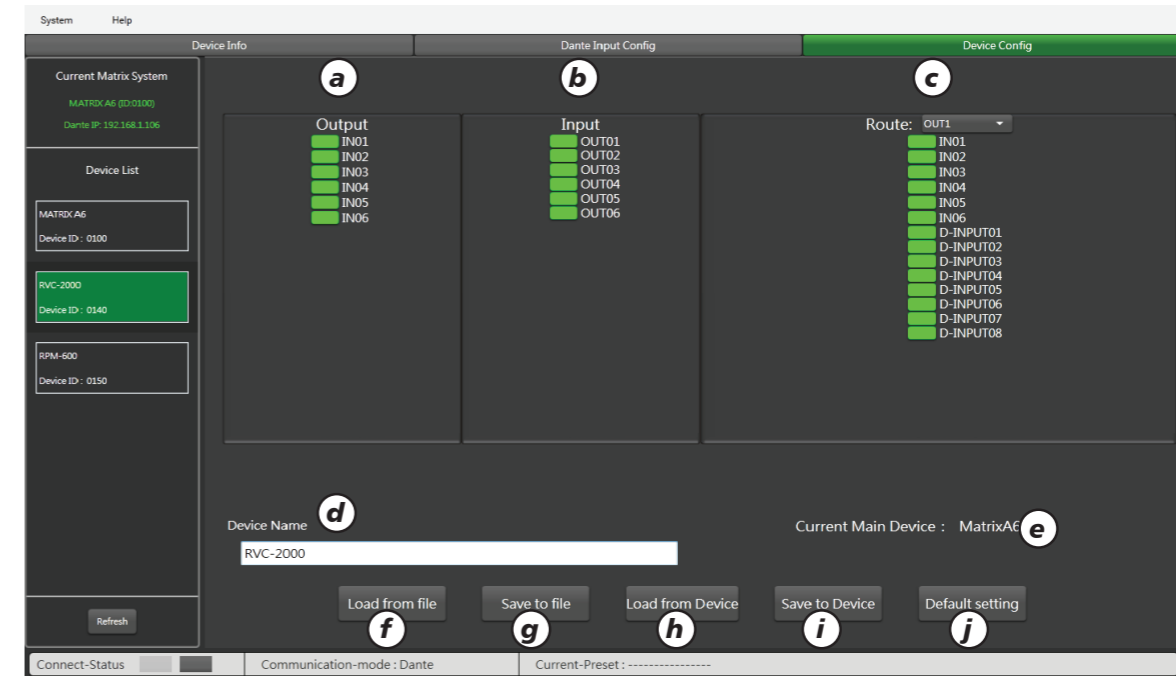 System Help
Device Info Dante Input Config Device Config
Current Matrix System
MATRIX A6 (ID:0100)
Dante IP: 192.168.1.106
Device List
MATRIX A6
Device ID : 0100
RVC-2000
Device ID : 0140
RPM-600
Device ID : 0150
Refresh
a
Output
IN01
IN02
IN03
IN04
IN05
IN06
b
Input
OUT01
OUT02
OUT03
OUT04
OUT05
OUT06
c
Route: OUT1
IN01
IN02
IN03
IN04
IN05
IN06
D-INPUT01
D-INPUT02
D-INPUT03
D-INPUT04
D-INPUT05
D-INPUT06
D-INPUT07
D-INPUT08
Device Name d
RVC-2000
Current Main Device : MatrixA6 e
Load from file Save to file Load from Device Save to Device Default setting
f g h i j
Connect-Status Communication-mode : Dante Current-Preset : ----------------